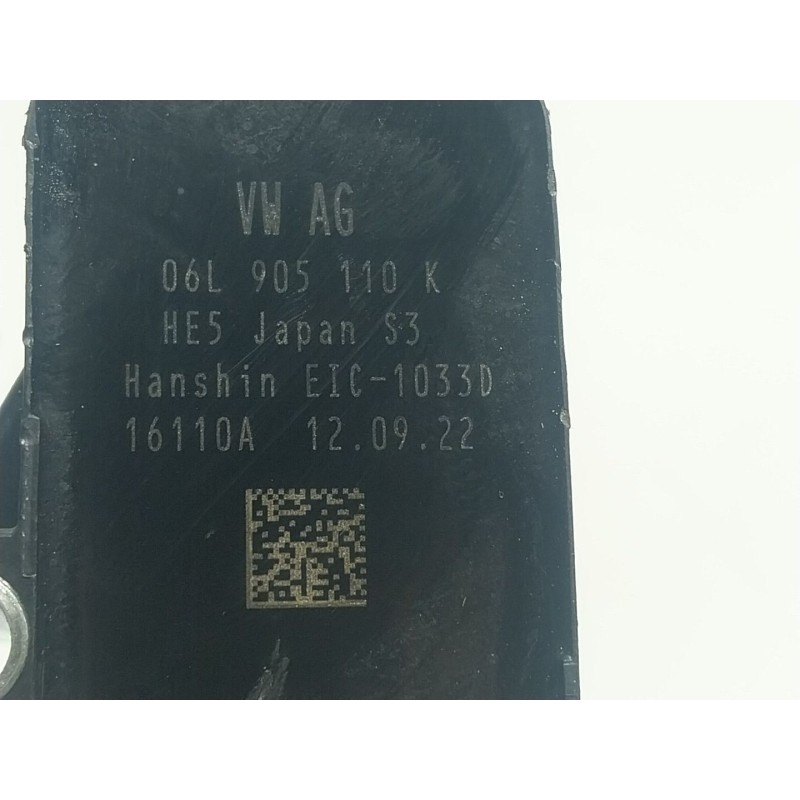 VW AG
06L 905 110 K
HE5 Japan S3
Hanshin EIC-1033D
16110A 12.09.22